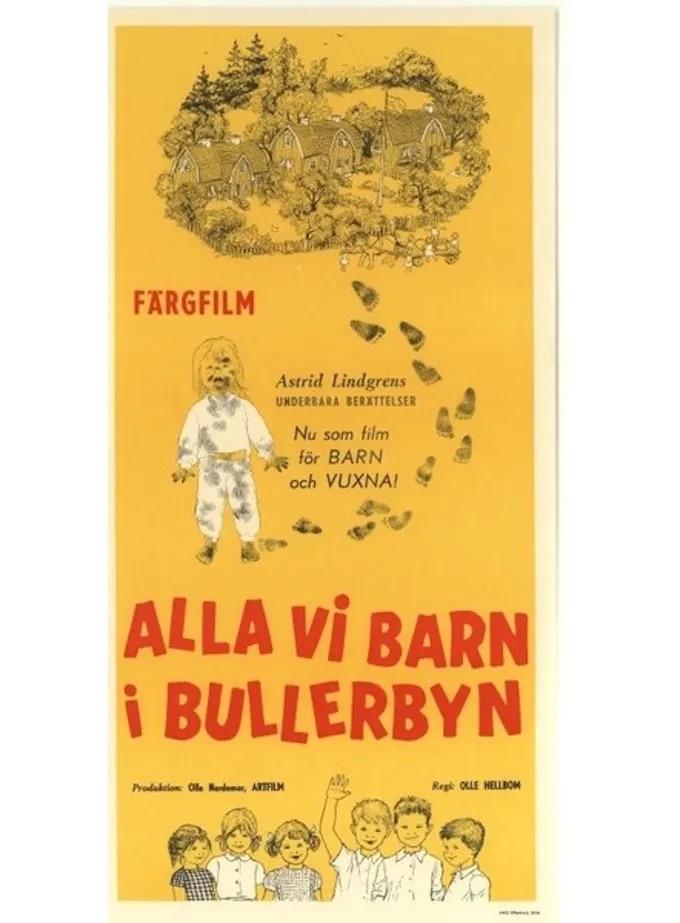 FÄRGFILM
Astrid Lindgrens
UNDERBARA BERÄTTELSER
Nu som film
för BARN
och VUXNA!
ALLA Vi BARN
i BULLERBYN
Produktion: Olle Nordemar, ARTFILM
Regi: OLLE HELLBOM